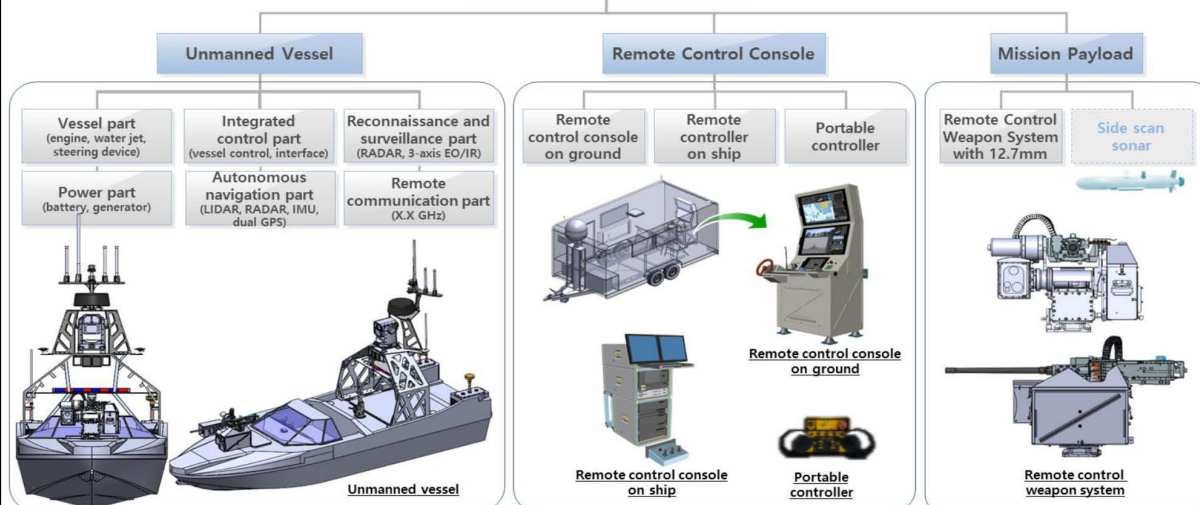 Unmanned Vessel
Remote Control Console
Mission Payload
Vessel part
(engine, water jet,
steering device)
Integrated
control part
(vessel control, interface)
Reconnaissance and
surveillance part
(RADAR, 3-axis EO/IR)
Power part
(battery, generator)
Autonomous
navigation part
(LIDAR, RADAR, IMU,
dual GPS)
Remote
communication part
(X.X GHz)
Remote
control console
on ground
Remote
controller
on ship
Portable
controller
Remote Control
Weapon System
with 12.7mm
Side scan
sonar
Unmanned vessel
Remote control console
on ground
Remote control console
on ship
Portable
controller
Remote control
weapon system